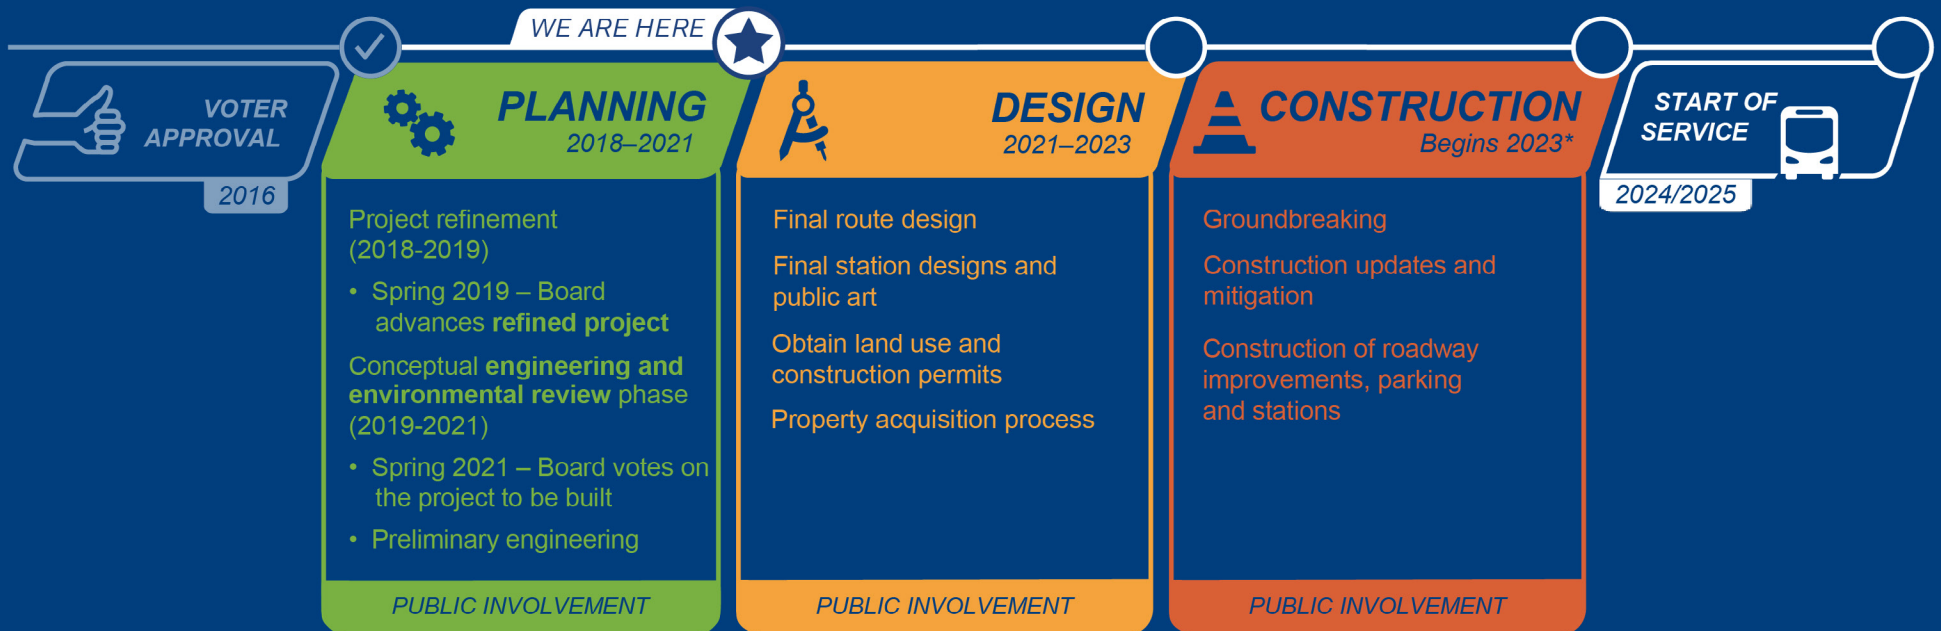 WE ARE HERE
VOTER
APPROVAL
2016
PLANNING
2018–2021
Project refinement
(2018-2019)
• Spring 2019 – Board
advances refined project
Conceptual engineering and
environmental review phase
(2019-2021)
• Spring 2021 – Board votes on
the project to be built
• Preliminary engineering
PUBLIC INVOLVEMENT
DESIGN
2021–2023
Final route design
Final station designs and
public art
Obtain land use and
construction permits
Property acquisition process
PUBLIC INVOLVEMENT
CONSTRUCTION
Begins 2023*
Groundbreaking
Construction updates and
mitigation
Construction of roadway
improvements, parking
and stations
PUBLIC INVOLVEMENT
START OF
SERVICE
2024/2025